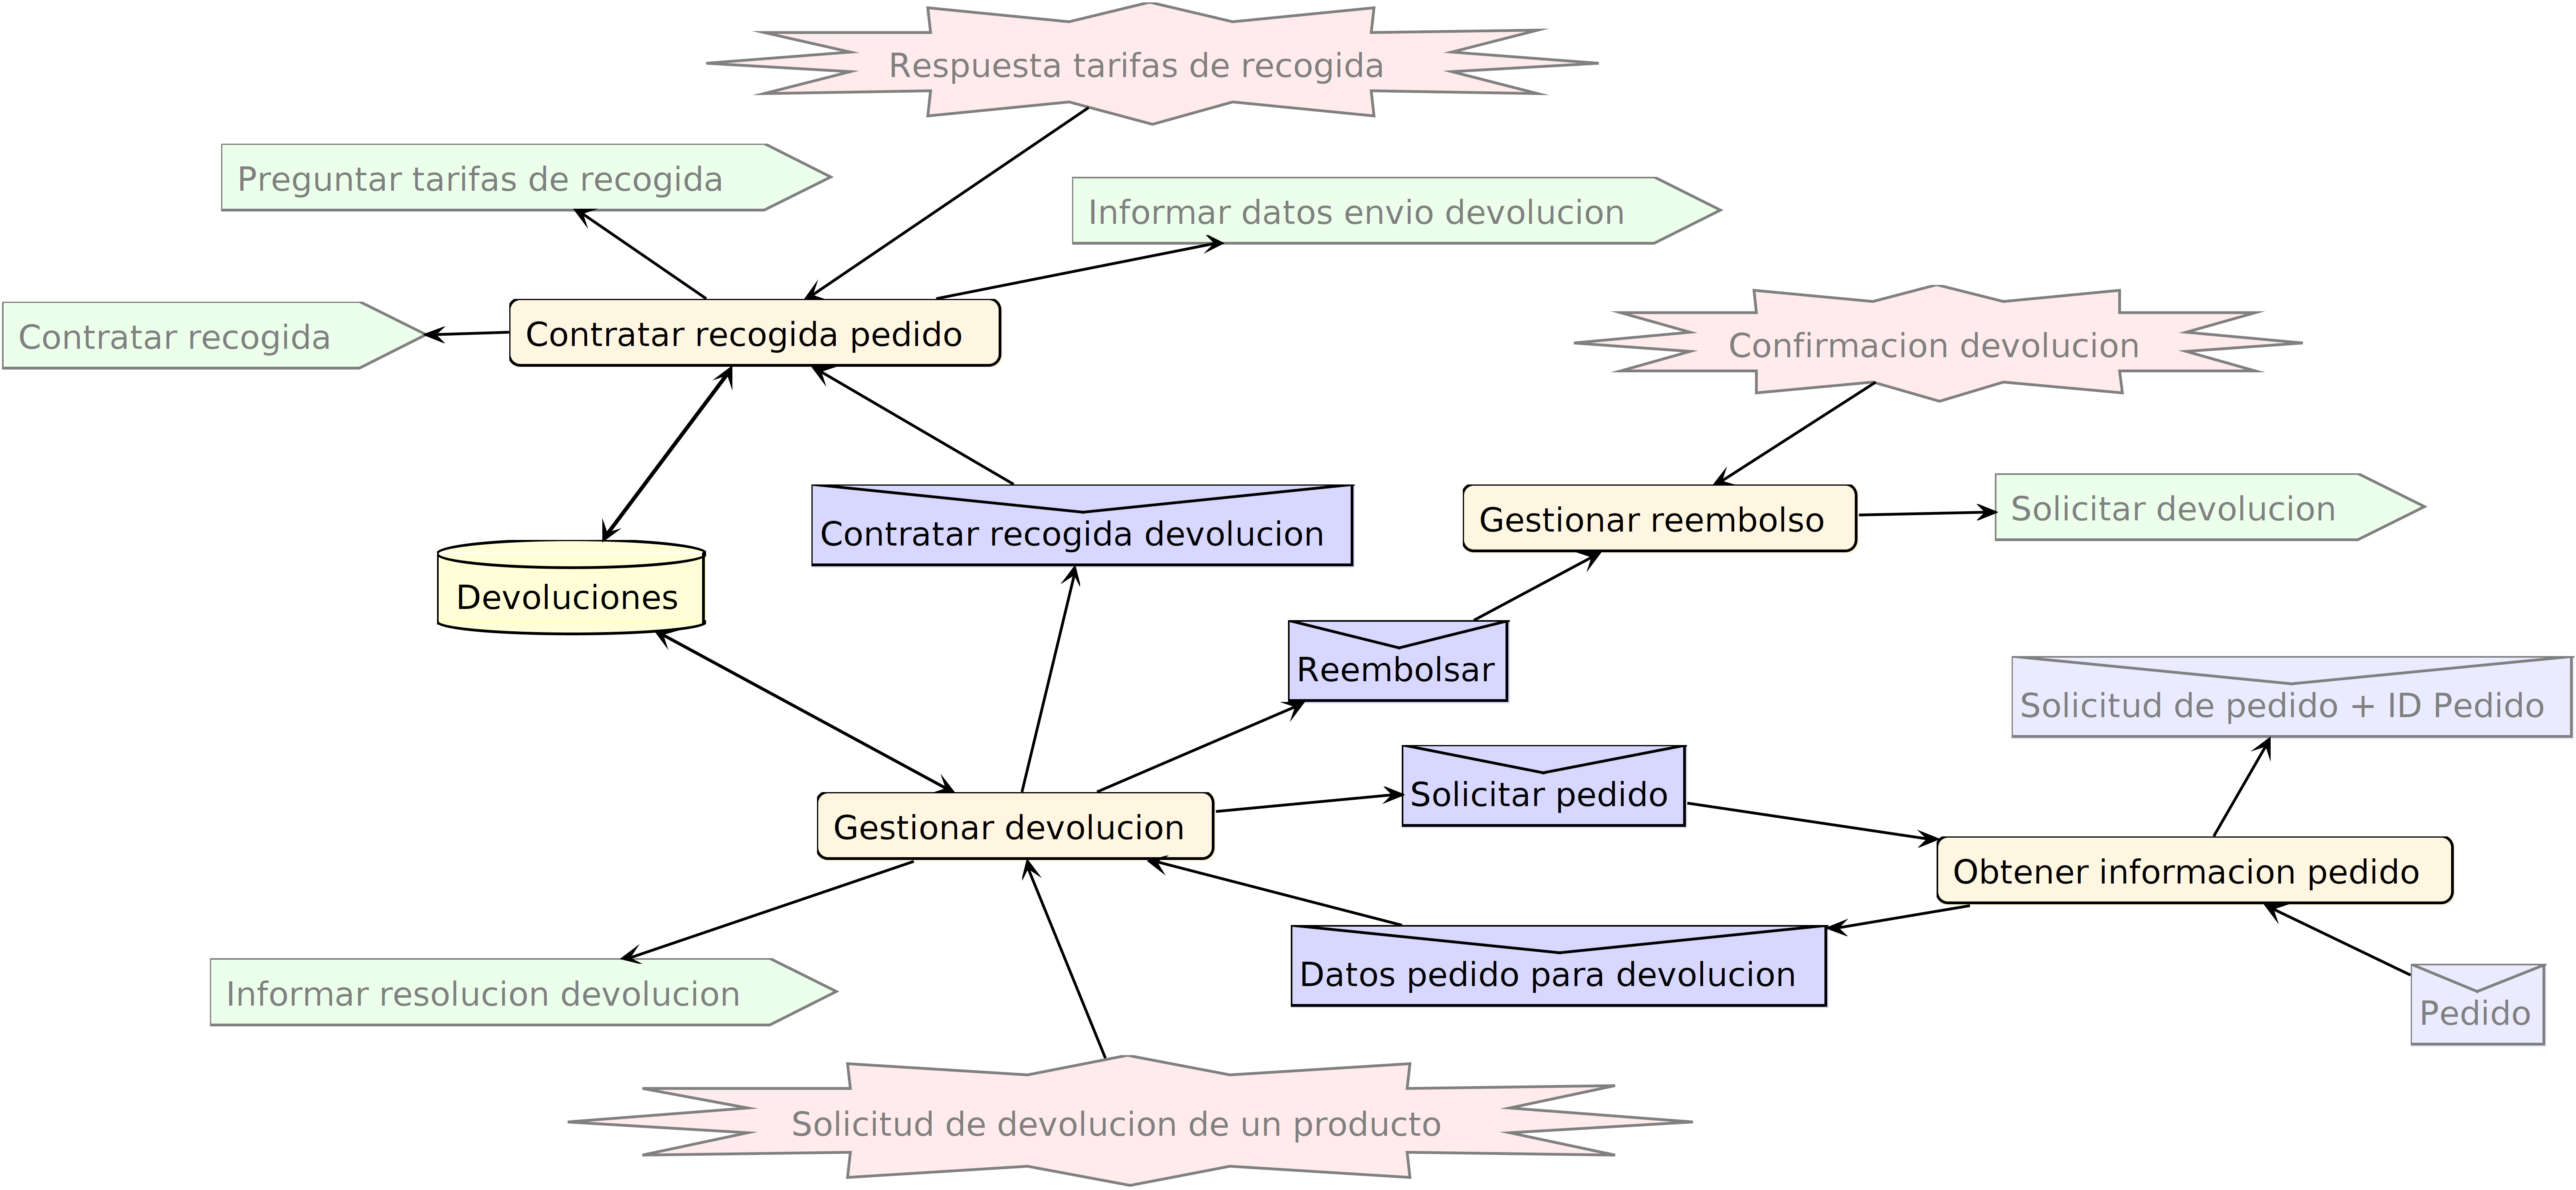 Respuesta tarifas de recogida
Preguntar tarifas de recogida
Informar datos envio devolucion
Contratar recogida
Contratar recogida pedido
Confirmacion devolucion
Contratar recogida devolucion
Gestionar reembolso
Solicitar devolucion
Devoluciones
Reembolsar
Solicitud de pedido + ID Pedido
Solicitar pedido
Gestionar devolucion
Obtener informacion pedido
Datos pedido para devolucion
Informar resolucion devolucion
Pedido
Solicitud de devolucion de un producto